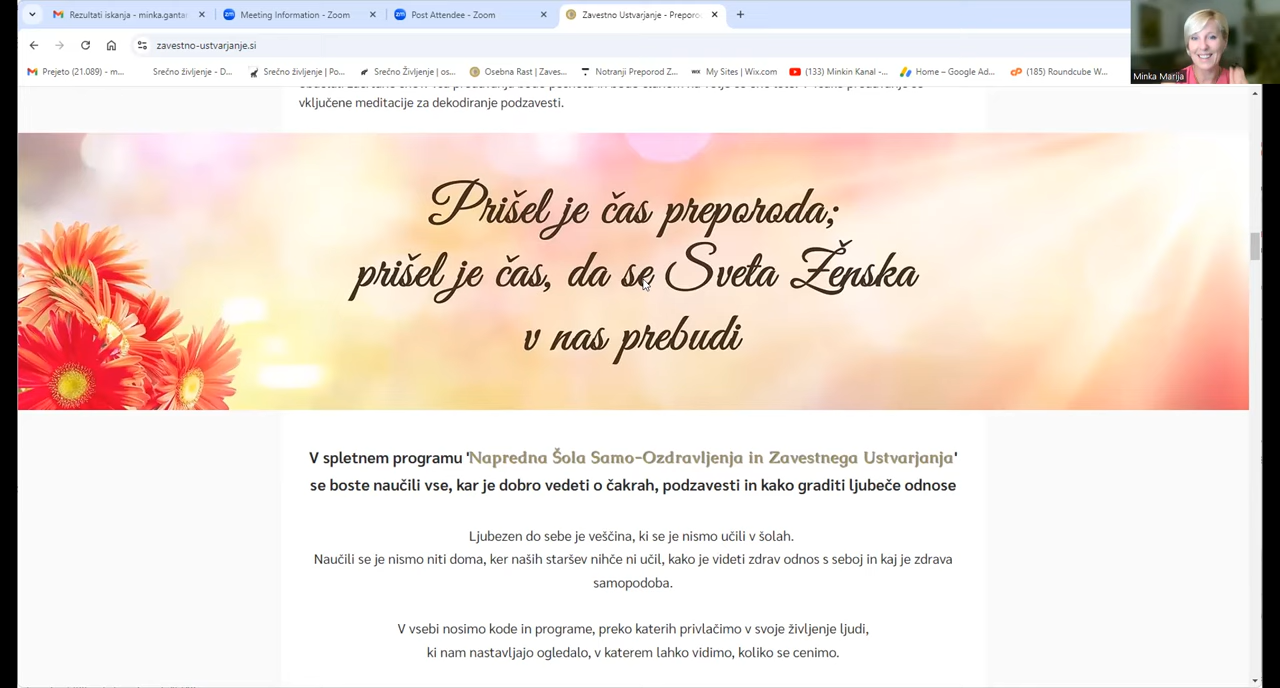 Rezultati iskanja - minka.ganta
Meeting Information - Zoom
Post Attendee - Zoom
Zavestno Ustvarjanje - Preporo
Minka Marija
zavestno-ustvarjanje.si
Prejeto (21.089) - m...
Srečno življenje - D...
Srečno življenje | Po...
Srečno Življenje | os...
Osebna Rast | Zaves...
Notranji Preporod Z...
My Sites | Wix.com
(133) Minkin Kanal -...
Home – Google Ad...
(185) Roundcube W...
vključene meditacije za dekodiranje podzavesti.
Prišel je čas preporoda;
prišel je čas, da se Sveta Ženska
v nas prebudi
V spletnem programu 'Napredna Šola Samo-Ozdravljenja in Zavestnega Ustvarjanja'
se boste naučili vse, kar je dobro vedeti o čakrah, podzavesti in kako graditi ljubeče odnose
Ljubezen do sebe je veščina, ki se je nismo učili v šolah.
Naučili se je nismo niti doma, ker naših staršev nihče ni učil, kako je videti zdrav odnos s seboj in kaj je zdrava
samopodoba.
V vsebi nosimo kode in programe, preko katerih privlačimo v svoje življenje ljudi,
ki nam nastavljajo ogledalo, v katerem lahko vidimo, koliko se cenimo.